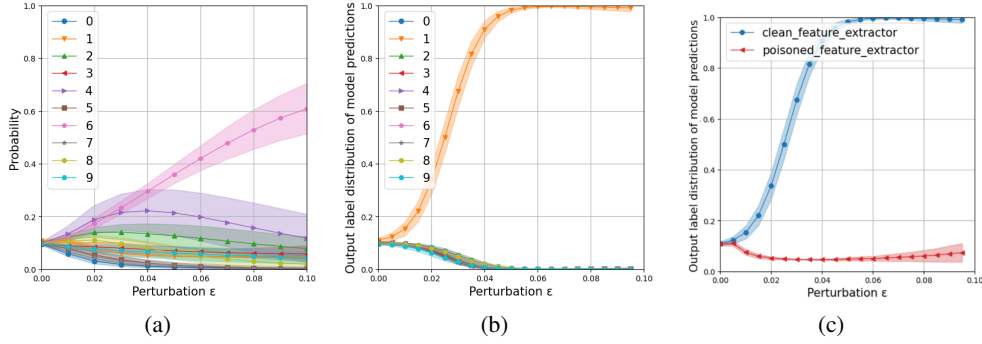 1.0
0.8
0.6
0.4
0.2
0.0
Probability
0
1
2
3
4
5
6
7
8
9
0.00 0.02 0.04 0.06 0.08 0.10
Perturbation ε
(a)
1.0
0.8
0.6
0.4
0.2
0.0
Output label distribution of model predictions
0
1
2
3
4
5
6
7
8
9
0.00 0.02 0.04 0.06 0.08 0.10
Perturbation ε
(b)
1.0
0.8
0.6
0.4
0.2
0.0
Output label distribution of model predictions
clean_feature_extractor
poisoned_feature_extractor
0.00 0.02 0.04 0.06 0.08 0.10
Perturbation ε
(c)